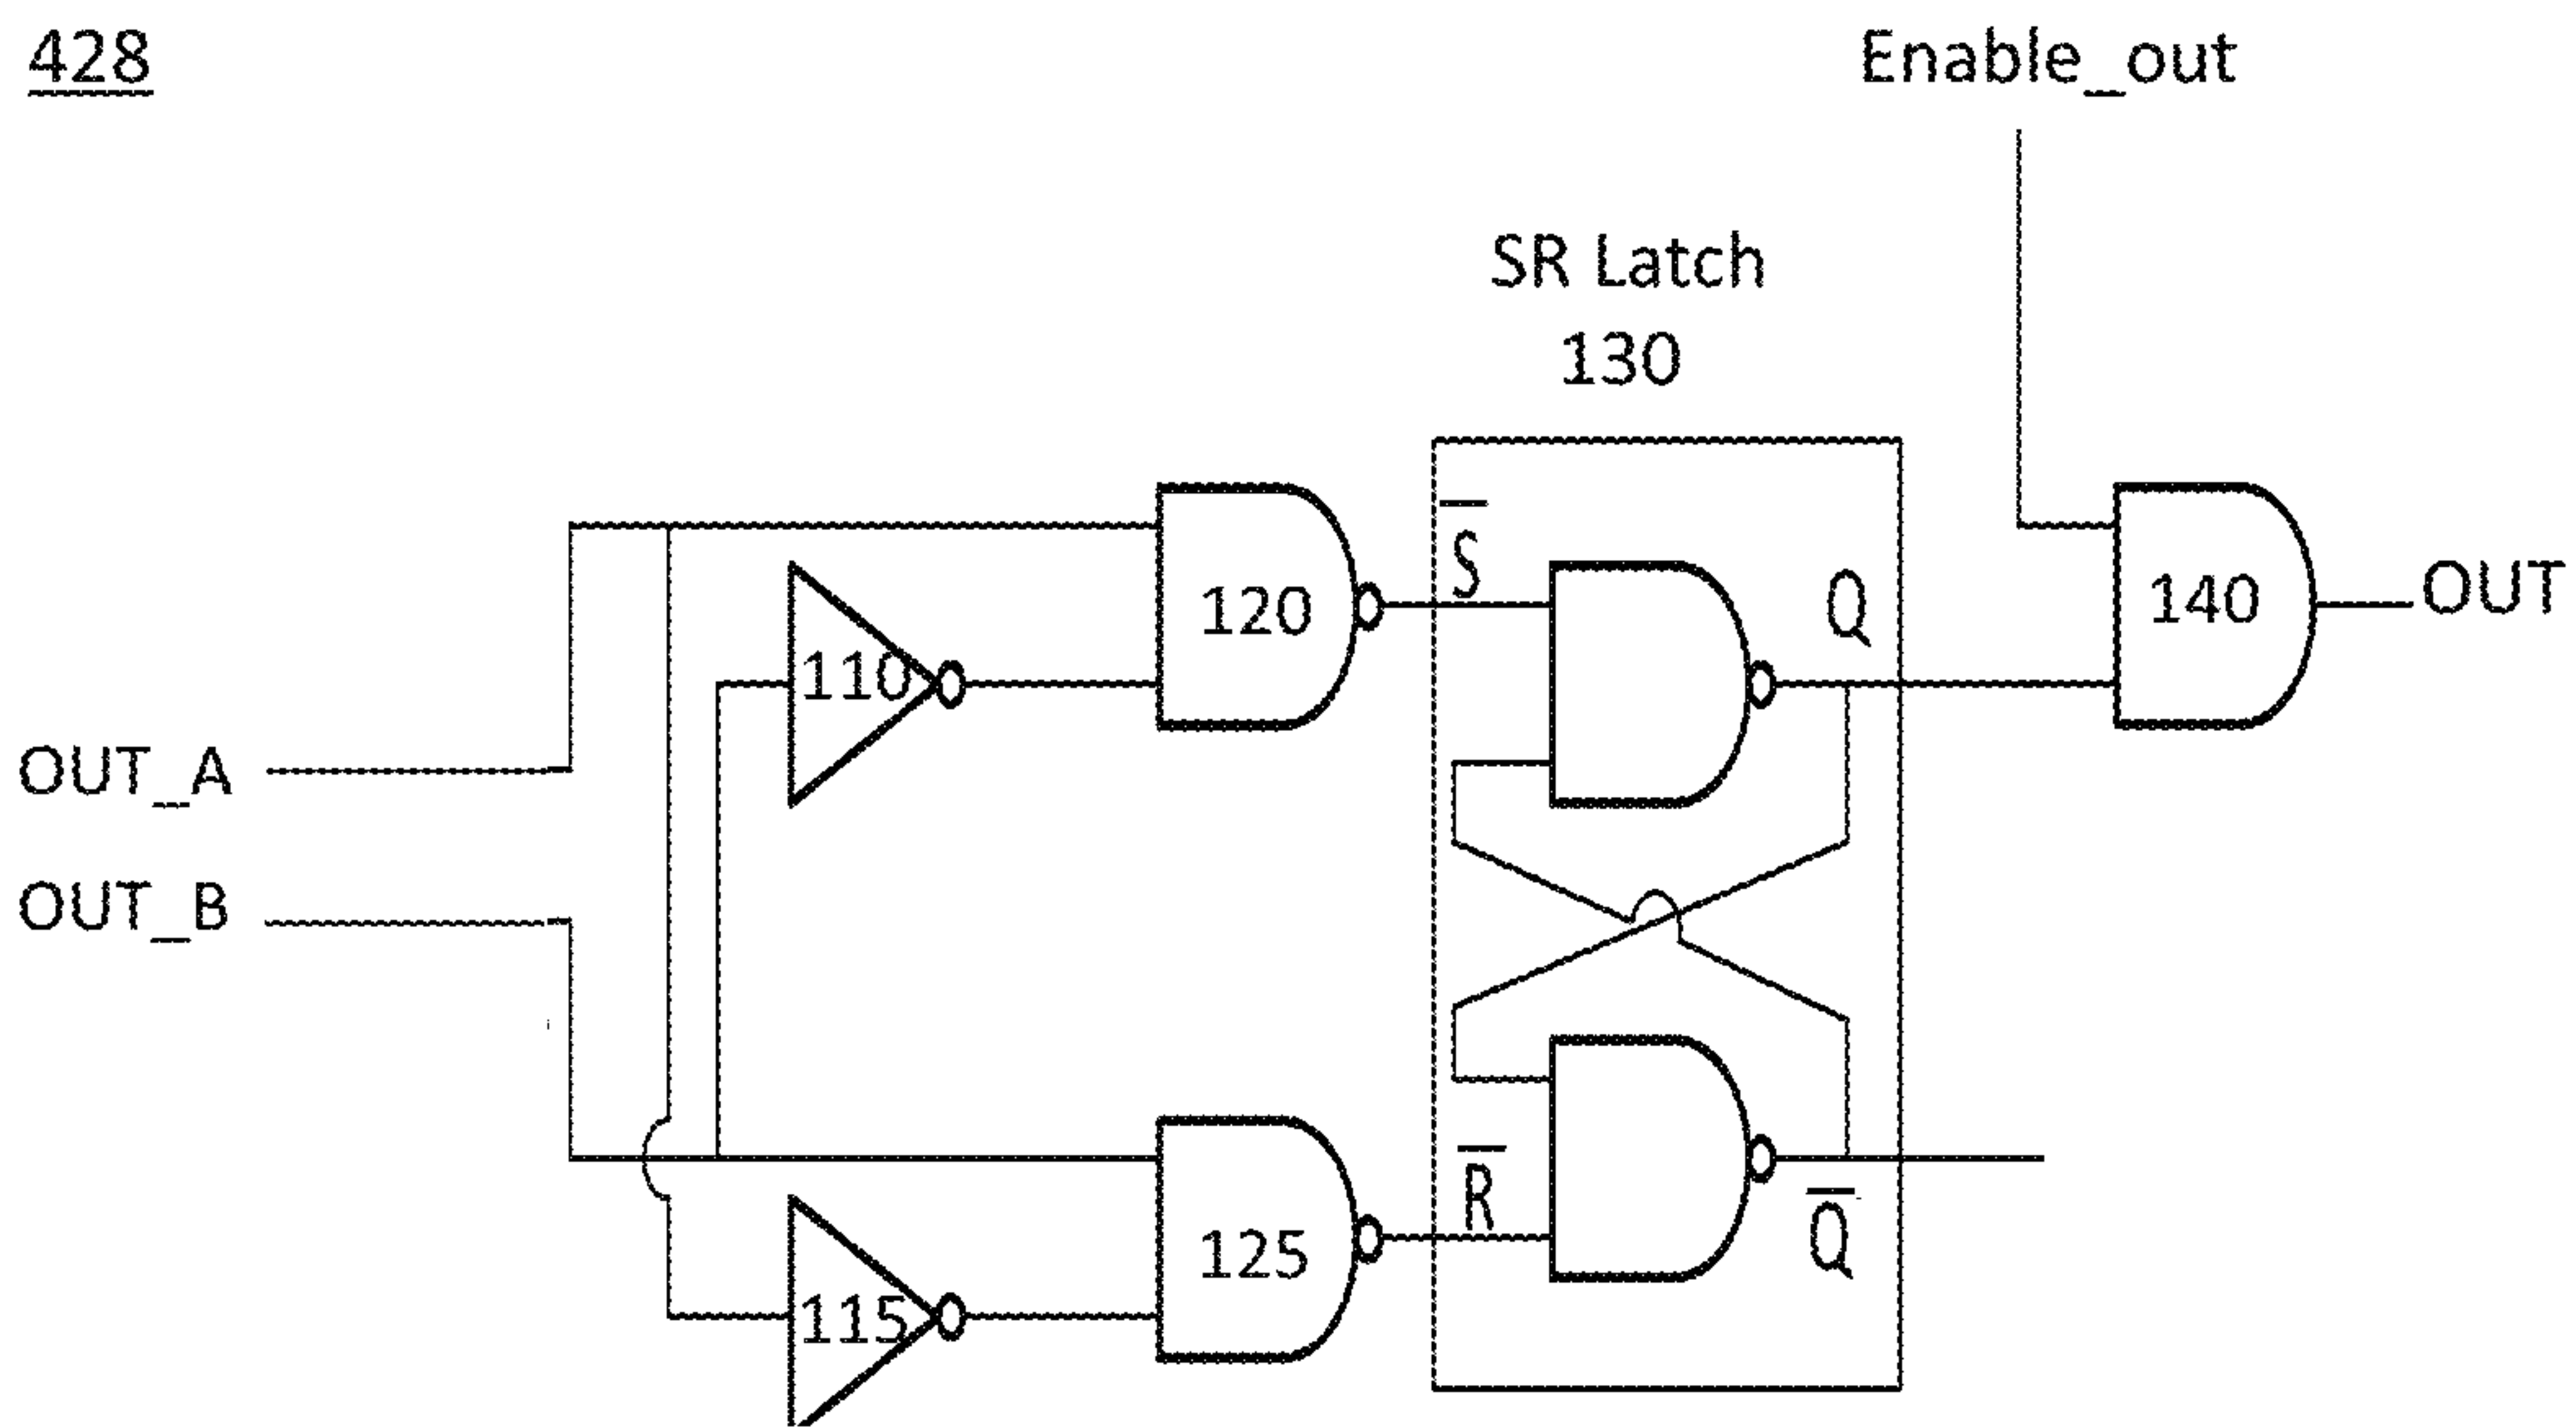 428
Enable_out
SR Latch
130
S̅
120
Q
140
OUT
110
OUT_A
OUT_B
R̅
125
Q̅
115